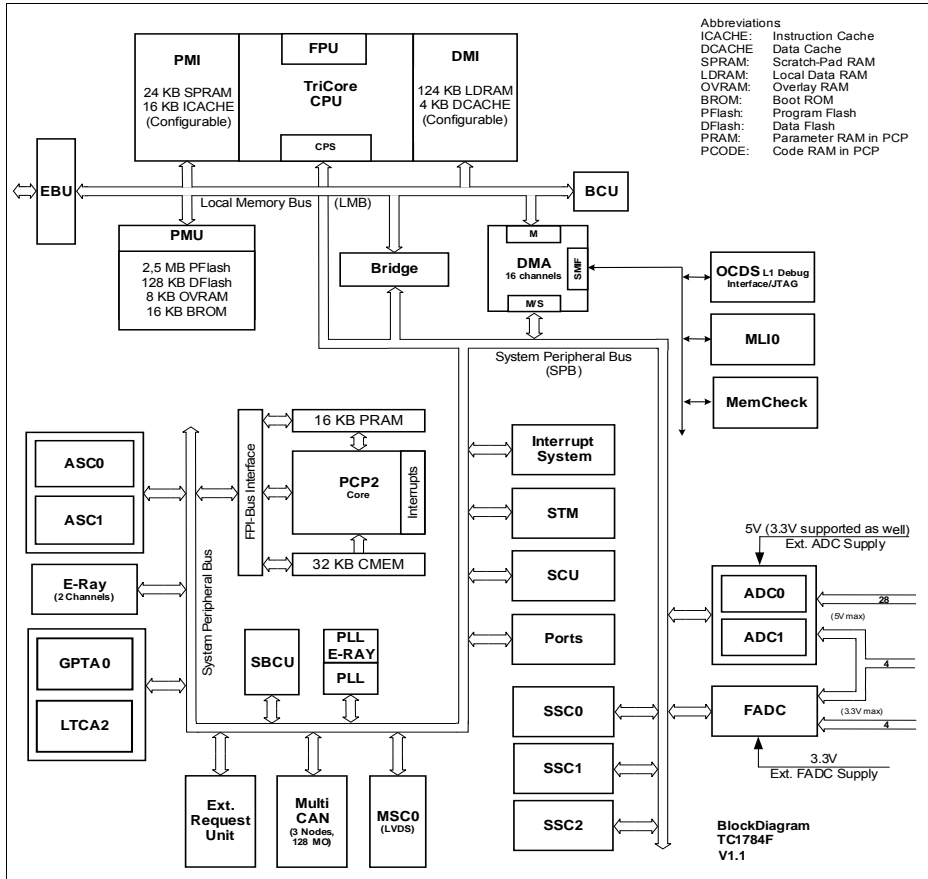 Abbreviations
ICACHE: Instruction Cache
DCACHE Data Cache
SPRAM: Scratch-Pad RAM
LDRAM: Local Data RAM
OVRAM: Overlay RAM
BROM: Boot ROM
PFlash: Program Flash
DFlash: Data Flash
PRAM: Parameter RAM in PCP
PCODE: Code RAM in PCP
PMI
24 KB SPRAM
16 KB ICACHE
(Configurable)
FPU
TriCore
CPU
CPS
DMI
124 KB LDRAM
4 KB DCACHE
(Configurable)
EBU
Local Memory Bus (LMB)
BCU
PMU
2,5 MB PFlash
128 KB DFlash
8 KB OVRAM
16 KB BROM
Bridge
M
DMA
16 channels
SMIF
M/S
OCDS L1 Debug
Interface/JTAG
MLI0
MemCheck
System Peripheral Bus
(SPB)
ASC0
ASC1
E-Ray
(2 Channels)
GPTA0
LTCA2
System Peripheral Bus
FPI-Bus Interface
16 KB PRAM
PCP2
Core
Interrupts
32 KB CMEM
SBCU
PLL
E-RAY
PLL
Interrupt
System
STM
SCU
Ports
SSC0
SSC1
SSC2
5V (3.3V supported as well)
Ext. ADC Supply
ADC0
ADC1
28
(5V max)
4
FADC
(3.3V max)
4
3.3V
Ext. FADC Supply
Ext.
Request
Unit
Multi
CAN
(3 Nodes,
128 MO)
MSC0
(LVDS)
BlockDiagram
TC1784F
V1.1